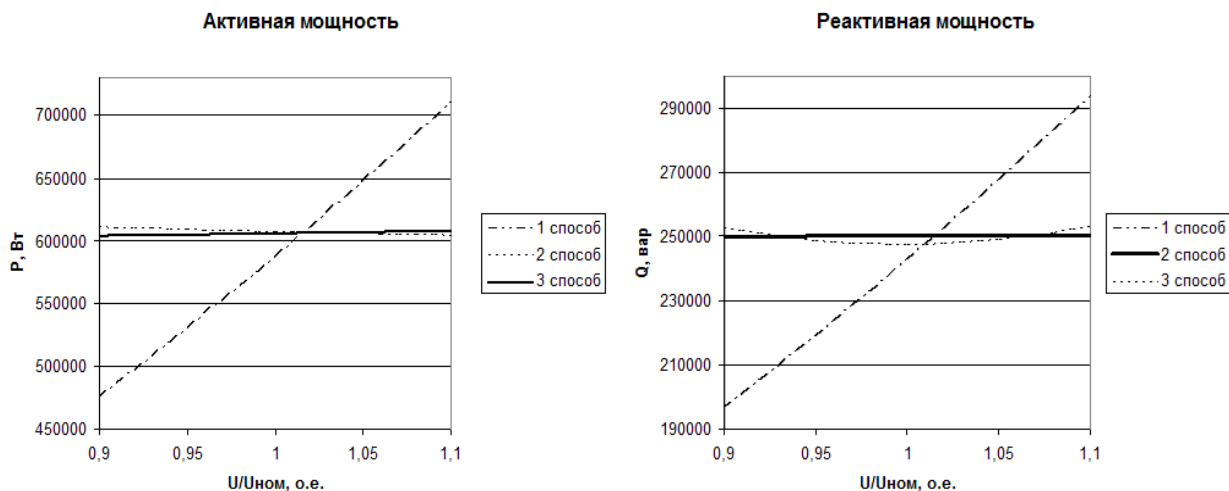 Активная мощность
P, Вт
700000
650000
600000
550000
500000
450000
0,9
0,95
1
1,05
1,1
U/Uном, о.е.
1 способ
2 способ
3 способ
Реактивная мощность
Q, вар
290000
270000
250000
230000
210000
190000
0,9
0,95
1
1,05
1,1
U/Uном, о.е.
1 способ
2 способ
3 способ